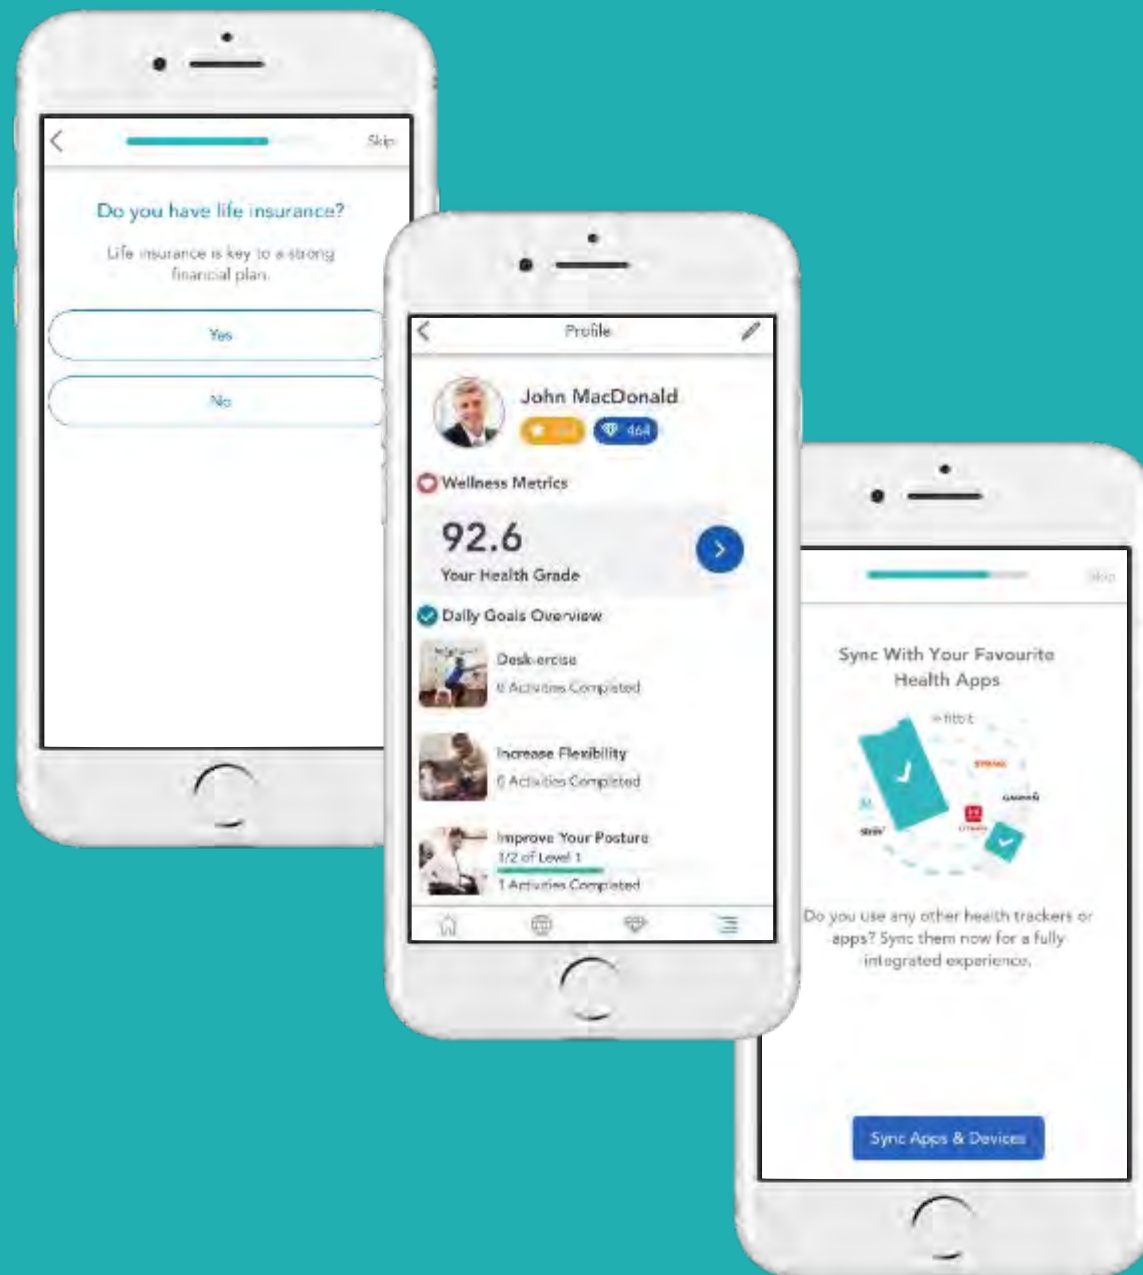 Skip
Do you have life insurance?
Life insurance is key to a strong
financial plan.
Yes
No
Profile
John MacDonald
464
Wellness Metrics
92.6
Your Health Grade
Daily Goals Overview
Desk-ercise
Activities Completed
Increase Flexibility
Activities Completed
Improve Your Posture
1/2 of Level 1
1 Activities Completed
Skip
Sync With Your Favourite
Health Apps
fitbit
STRAVA
GARMIN
Do you use any other health trackers or
apps? Sync them now for a fully
integrated experience.
Sync Apps & Devices